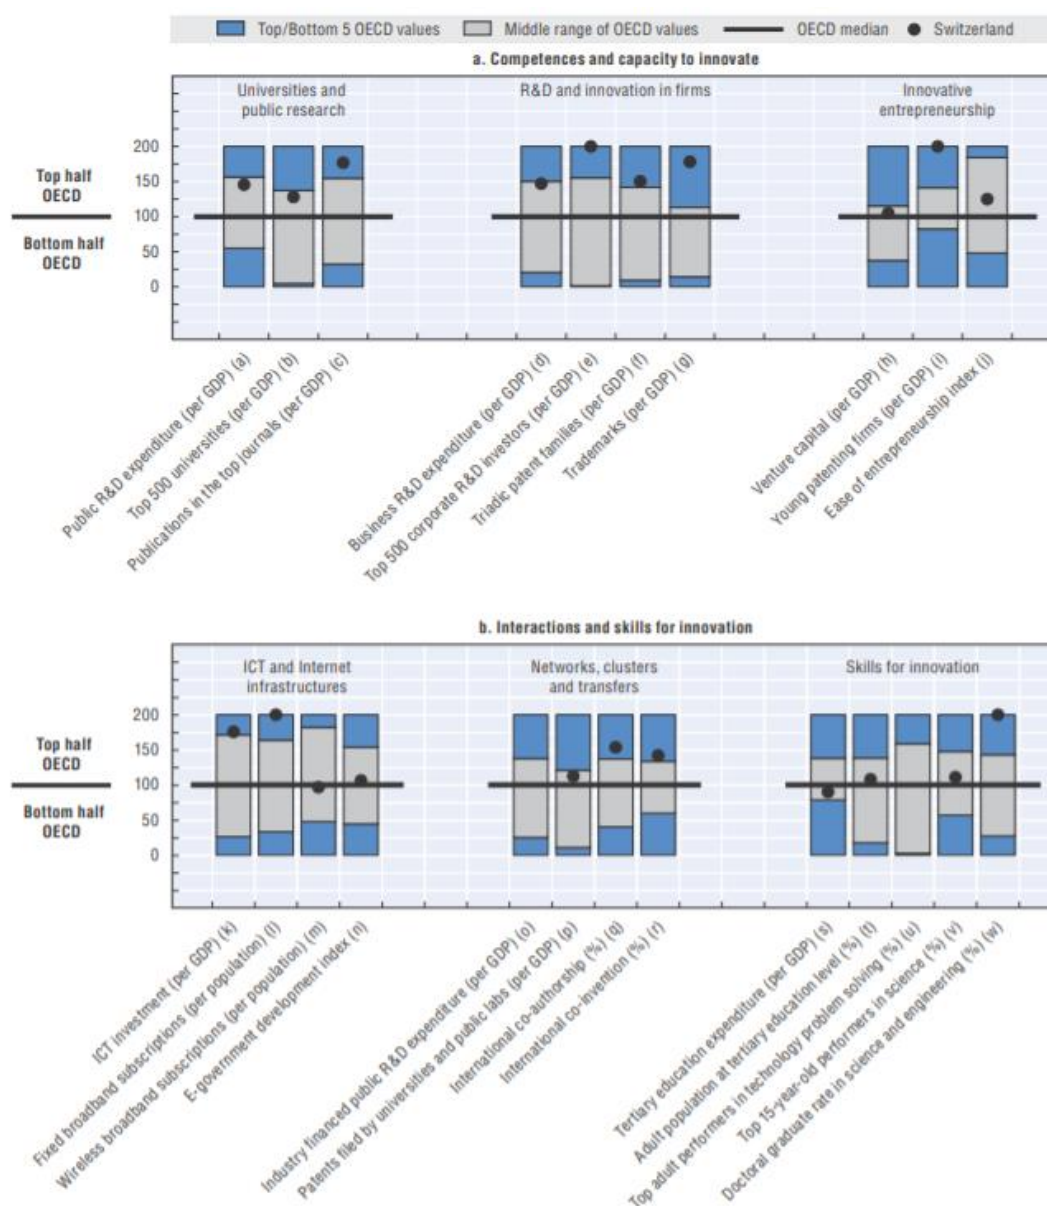 Top/Bottom 5 OECD values Middle range of OECD values OECD median Switzerland
a. Competences and capacity to innovate
Universities and
public research
R&D and innovation in firms
Innovative
entrepreneurship
200
150
100
50
0
Top half
OECD
Bottom half
OECD
Public R&D expenditure (per GDP) (a)
Top 500 universities (per GDP) (b)
Publications in the top journals (per GDP) (c)
Business R&D expenditure (per GDP) (d)
Top 500 corporate R&D investors (per GDP) (e)
Triadic patent families (per GDP) (f)
Trademarks (per GDP) (g)
Venture capital (per GDP) (h)
Young patenting firms (per GDP) (i)
Ease of entrepreneurship index (j)
b. Interactions and skills for innovation
ICT and Internet
infrastructures
Networks, clusters
and transfers
Skills for innovation
200
150
100
50
0
Top half
OECD
Bottom half
OECD
ICT investment (per GDP) (k)
Fixed broadband subscriptions (per population) (l)
Wireless broadband subscriptions (per population) (m)
E-government development index (n)
Industry financed public R&D expenditure (per GDP) (o)
Patents filed by universities and public labs (per GDP) (p)
International co-authorship (%) (q)
International co-invention (%) (r)
Tertiary education expenditure (per GDP) (s)
Adult population at tertiary education level (%) (t)
Top adult performers in technology problem solving (%) (u)
Top 15-year-old performers in science (%) (v)
Doctoral graduate rate in science and engineering (%) (w)